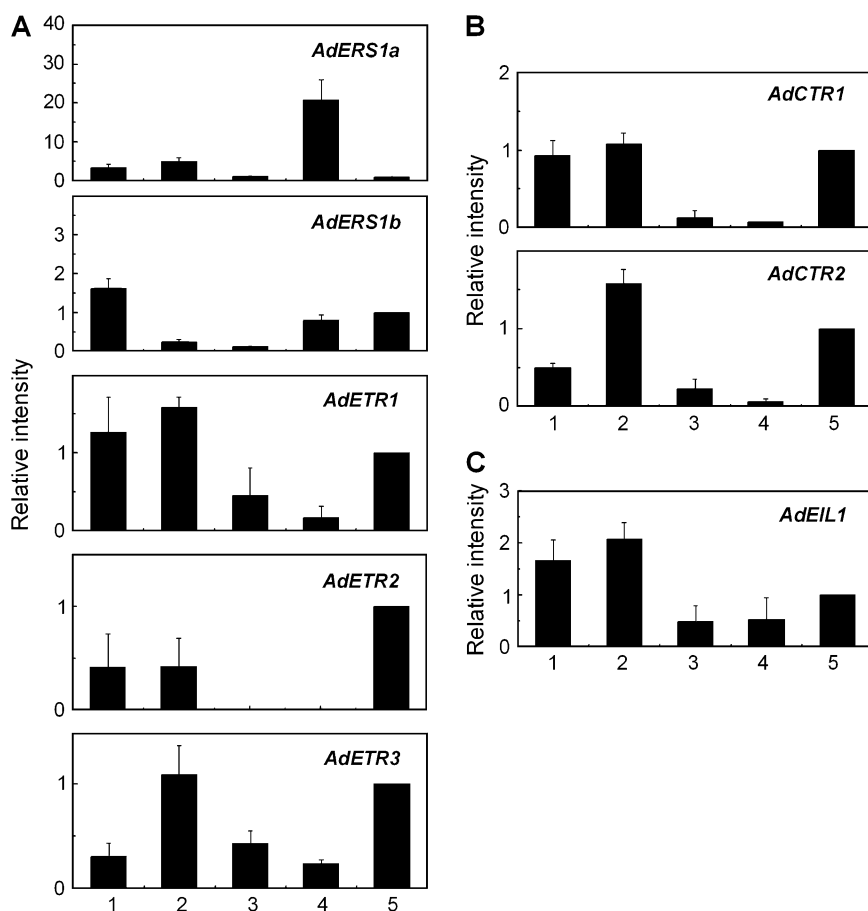 A
Relative intensity
AdERS1a
40
30
20
10
0
AdERS1b
3
2
1
0
AdETR1
1
0
AdETR2
1
0
AdETR3
1
0
1 2 3 4 5
B
Relative intensity
AdCTR1
2
1
0
AdCTR2
1
0
1 2 3 4 5
C
Relative intensity
AdEIL1
3
2
1
0
1 2 3 4 5